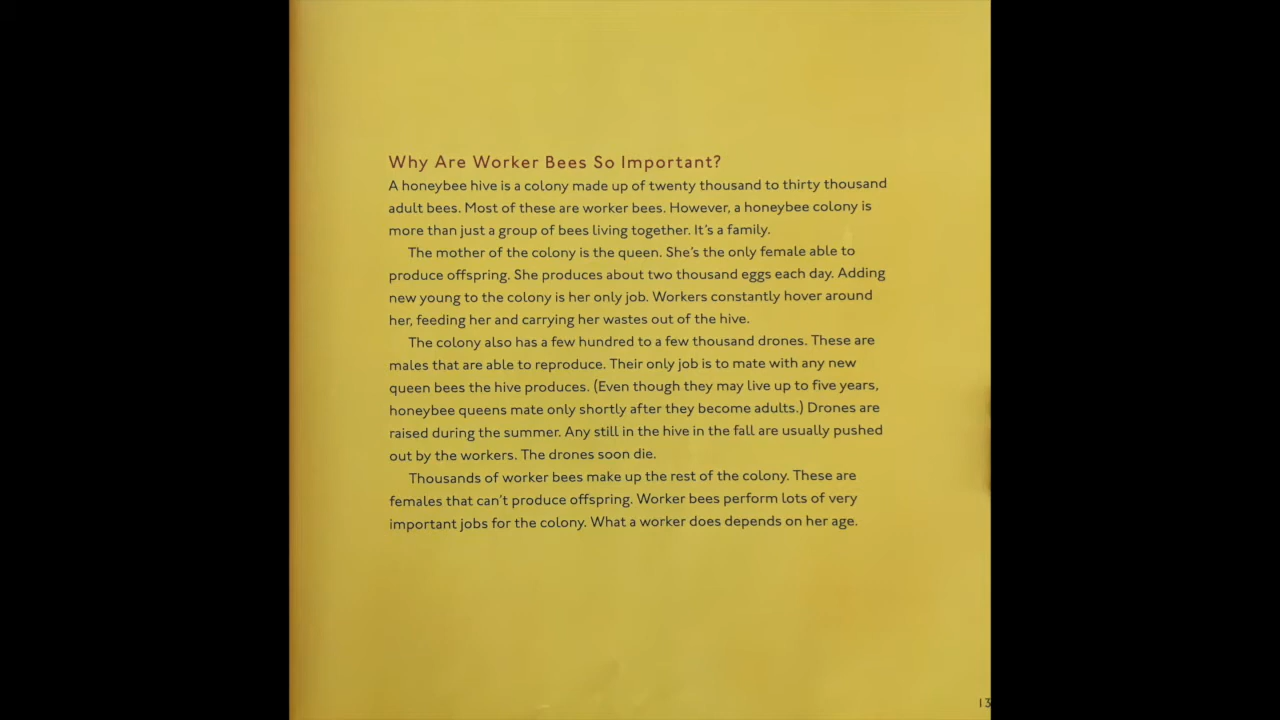 Why Are Worker Bees So Important?
A honeybee hive is a colony made up of twenty thousand to thirty thousand
adult bees. Most of these are worker bees. However, a honeybee colony is
more than just a group of bees living together. It's a family.
The mother of the colony is the queen. She's the only female able to
produce offspring. She produces about two thousand eggs each day. Adding
new young to the colony is her only job. Workers constantly hover around
her, feeding her and carrying her wastes out of the hive.
The colony also has a few hundred to a few thousand drones. These are
males that are able to reproduce. Their only job is to mate with any new
queen bees the hive produces. (Even though they may live up to five years,
honeybee queens mate only shortly after they become adults.) Drones are
raised during the summer. Any still in the hive in the fall are usually pushed
out by the workers. The drones soon die.
Thousands of worker bees make up the rest of the colony. These are
females that can't produce offspring. Worker bees perform lots of very
important jobs for the colony. What a worker does depends on her age.
13